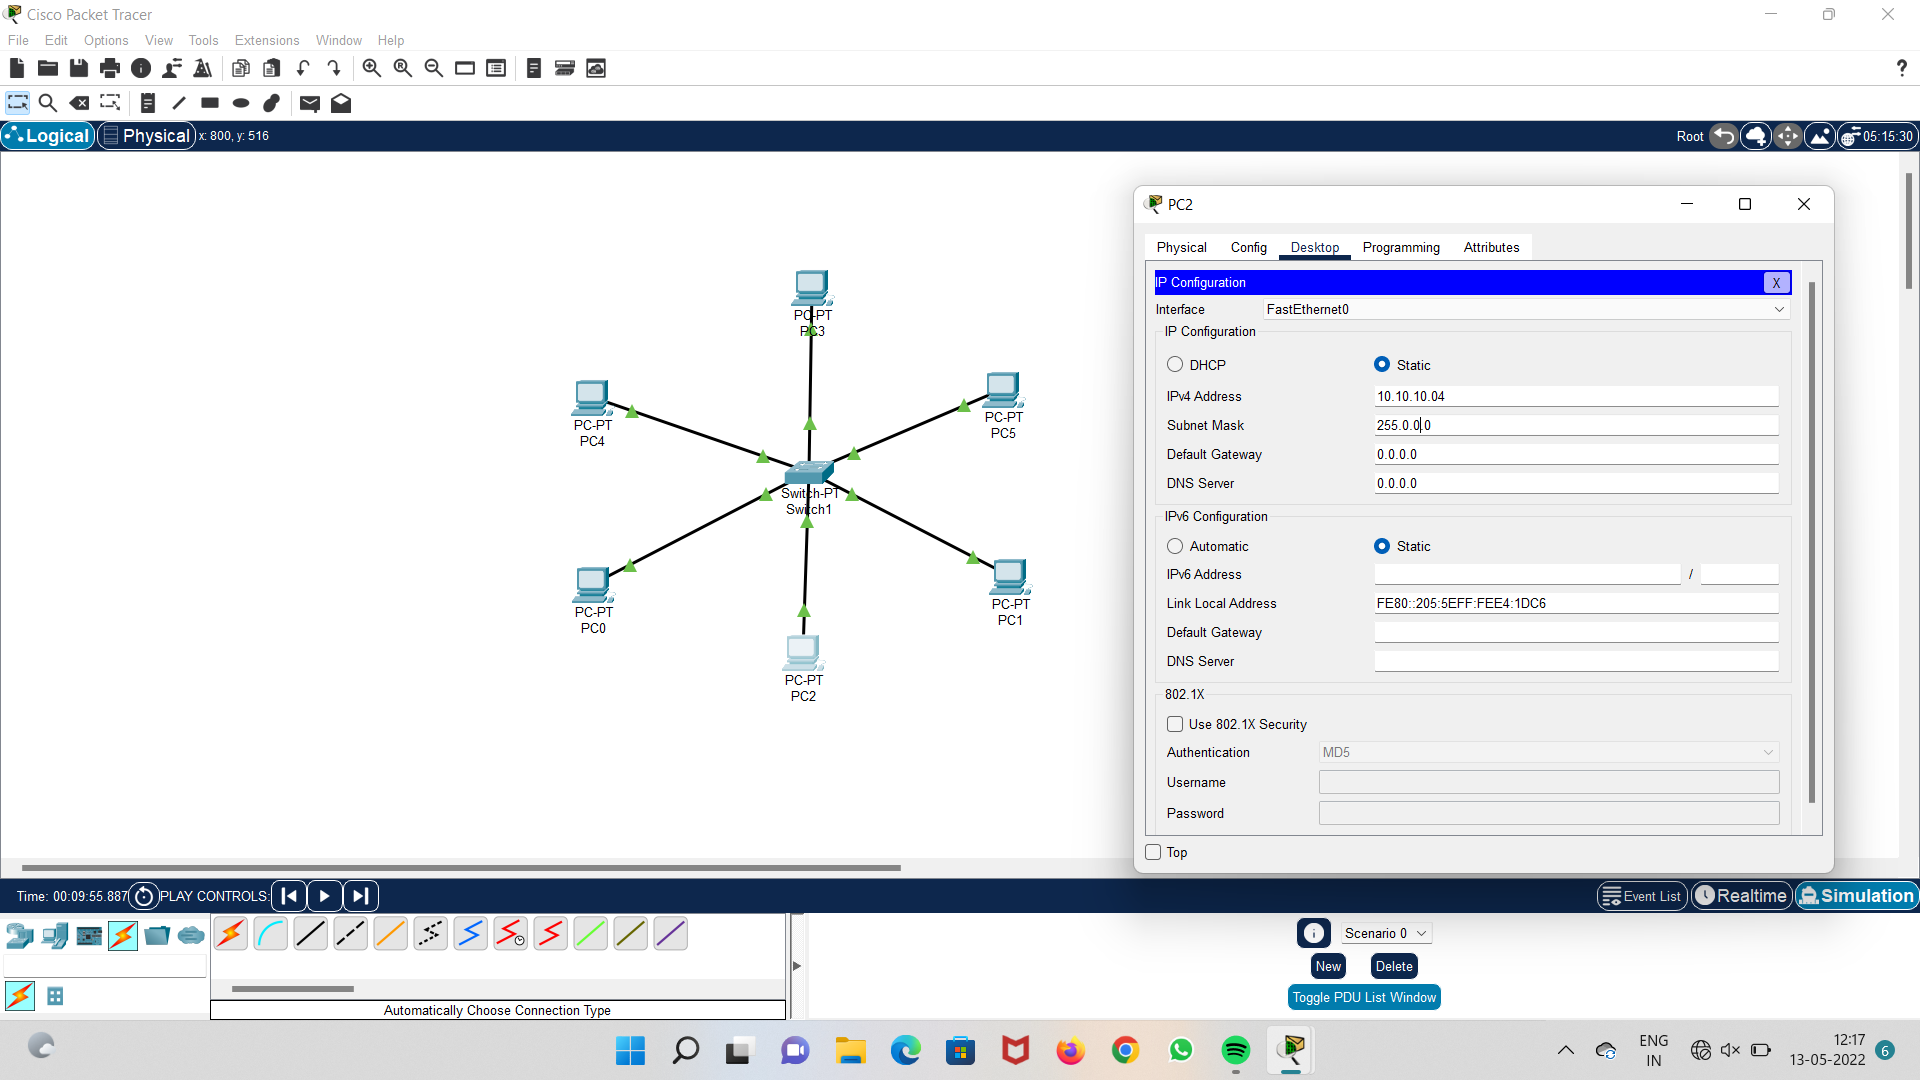 Cisco Packet Tracer
File Edit Options View Tools Extensions Window Help
?
Logical Physical x: 800, y: 516 Root 05:15:30
PC-PT
PC3
PC-PT
PC4
PC-PT
PC5
Switch-PT
Switch1
PC-PT
PC0
PC-PT
PC1
PC-PT
PC2
PC2
Physical Config Desktop Programming Attributes
IP Configuration X
Interface FastEthernet0
IP Configuration
DHCP Static
IPv4 Address 10.10.10.04
Subnet Mask 255.0.0.0
Default Gateway 0.0.0.0
DNS Server 0.0.0.0
IPv6 Configuration
Automatic Static
IPv6 Address /
Link Local Address FE80::205:5EFF:FEE4:1DC6
Default Gateway
DNS Server
802.1X
Use 802.1X Security
Authentication MD5
Username
Password
Top
Time: 00:09:55.887 PLAY CONTROLS: Event List Realtime Simulation
Scenario 0
New Delete
Toggle PDU List Window
Automatically Choose Connection Type
ENG
IN
12:17
13-05-2022
6